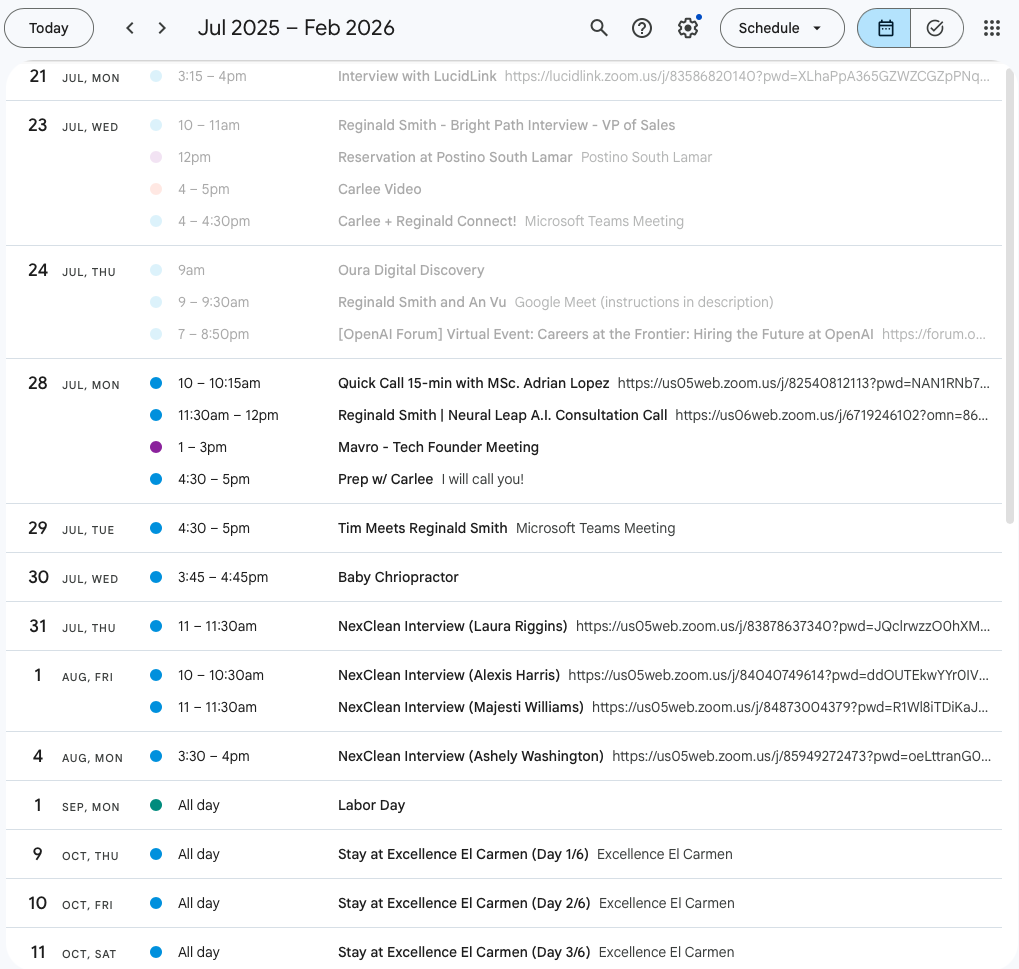 Today Jul 2025 – Feb 2026 Schedule
21 JUL, MON 3:15 – 4pm Interview with LucidLink https://lucidlink.zoom.us/j/83586820140?pwd=XLhaPpA365GZWZCGZpPNq...
23 JUL, WED 10 – 11am Reginald Smith - Bright Path Interview - VP of Sales
12pm Reservation at Postino South Lamar Postino South Lamar
4 – 5pm Carlee Video
4 – 4:30pm Carlee + Reginald Connect! Microsoft Teams Meeting
24 JUL, THU 9am Oura Digital Discovery
9 – 9:30am Reginald Smith and An Vu Google Meet (instructions in description)
7 – 8:50pm [OpenAI Forum] Virtual Event: Careers at the Frontier: Hiring the Future at OpenAI https://forum.o...
28 JUL, MON 10 – 10:15am Quick Call 15-min with MSc. Adrian Lopez https://us05web.zoom.us/j/82540812113?pwd=NAN1RNb7...
11:30am – 12pm Reginald Smith | Neural Leap A.I. Consultation Call https://us06web.zoom.us/j/6719246102?omn=86...
1 – 3pm Mavro - Tech Founder Meeting
4:30 – 5pm Prep w/ Carlee I will call you!
29 JUL, TUE 4:30 – 5pm Tim Meets Reginald Smith Microsoft Teams Meeting
30 JUL, WED 3:45 – 4:45pm Baby Chriopractor
31 JUL, THU 11 – 11:30am NexClean Interview (Laura Riggins) https://us05web.zoom.us/j/83878637340?pwd=JQclrwzzO0hXM...
1 AUG, FRI 10 – 10:30am NexClean Interview (Alexis Harris) https://us05web.zoom.us/j/84040749614?pwd=ddOUTEkwYYr0IV...
11 – 11:30am NexClean Interview (Majesti Williams) https://us05web.zoom.us/j/84873004379?pwd=R1Wl8iTDiKaJ...
4 AUG, MON 3:30 – 4pm NexClean Interview (Ashely Washington) https://us05web.zoom.us/j/85949272473?pwd=oeLttranG0...
1 SEP, MON All day Labor Day
9 OCT, THU All day Stay at Excellence El Carmen (Day 1/6) Excellence El Carmen
10 OCT, FRI All day Stay at Excellence El Carmen (Day 2/6) Excellence El Carmen
11 OCT, SAT All day Stay at Excellence El Carmen (Day 3/6) Excellence El Carmen